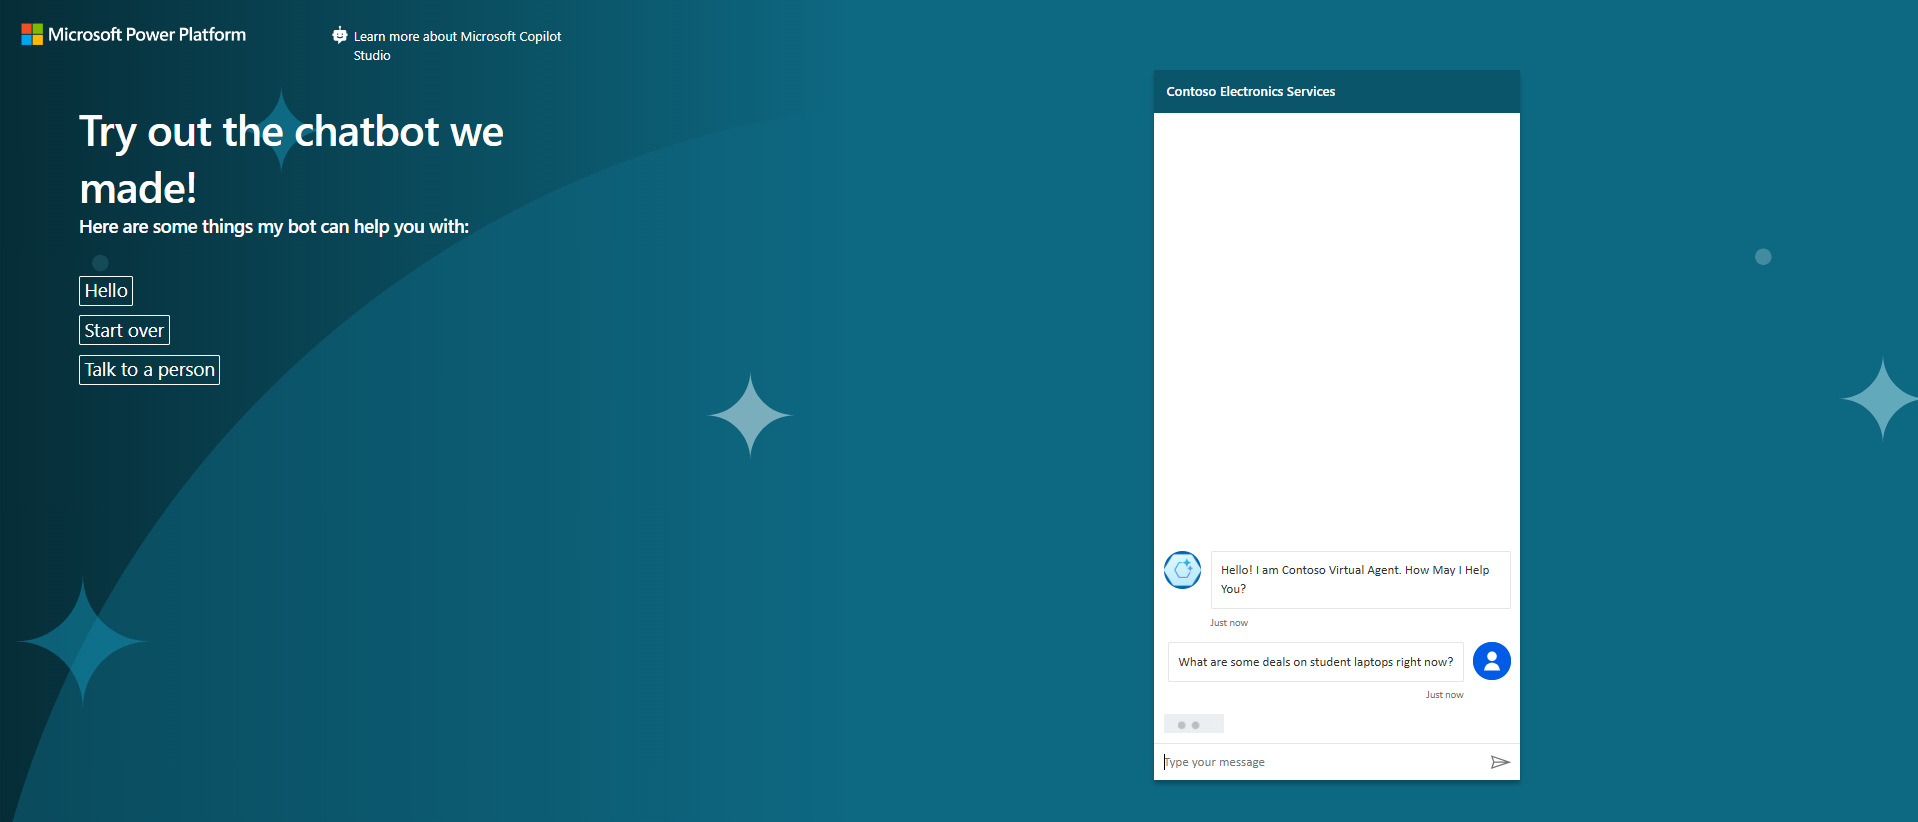 Microsoft Power Platform
Learn more about Microsoft Copilot
Studio
Try out the chatbot we
made!
Here are some things my bot can help you with:
Hello
Start over
Talk to a person
Contoso Electronics Services
Hello! I am Contoso Virtual Agent. How May I Help
You?
Just now
What are some deals on student laptops right now?
Just now
Type your message